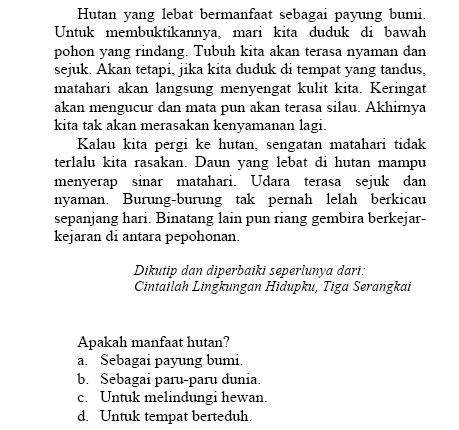 Hutan yang lebat bermanfaat sebagai payung bumi.
Untuk membuktikannya, mari kita duduk di bawah
pohon yang rindang. Tubuh kita akan terasa nyaman dan
sejuk. Akan tetapi, jika kita duduk di tempat yang tandus,
matahari akan langsung menyengat kulit kita. Keringat
akan mengucur dan mata pun akan terasa silau. Akhirnya
kita tak akan merasakan kenyamanan lagi.
Kalau kita pergi ke hutan, sengatan matahari tidak
terlalu kita rasakan. Daun yang lebat di hutan mampu
menyerap sinar matahari. Udara terasa sejuk dan
nyaman. Burung-burung tak pernah lelah berkicau
sepanjang hari. Binatang lain pun riang gembira berkejar-
kejaran di antara pepohonan.
Dikutip dan diperbaiki seperlunya dari:
Cintailah Lingkungan Hidupku, Tiga Serangkai
Apakah manfaat hutan?
a. Sebagai payung bumi.
b. Sebagai paru-paru dunia.
c. Untuk melindungi hewan.
d. Untuk tempat berteduh.